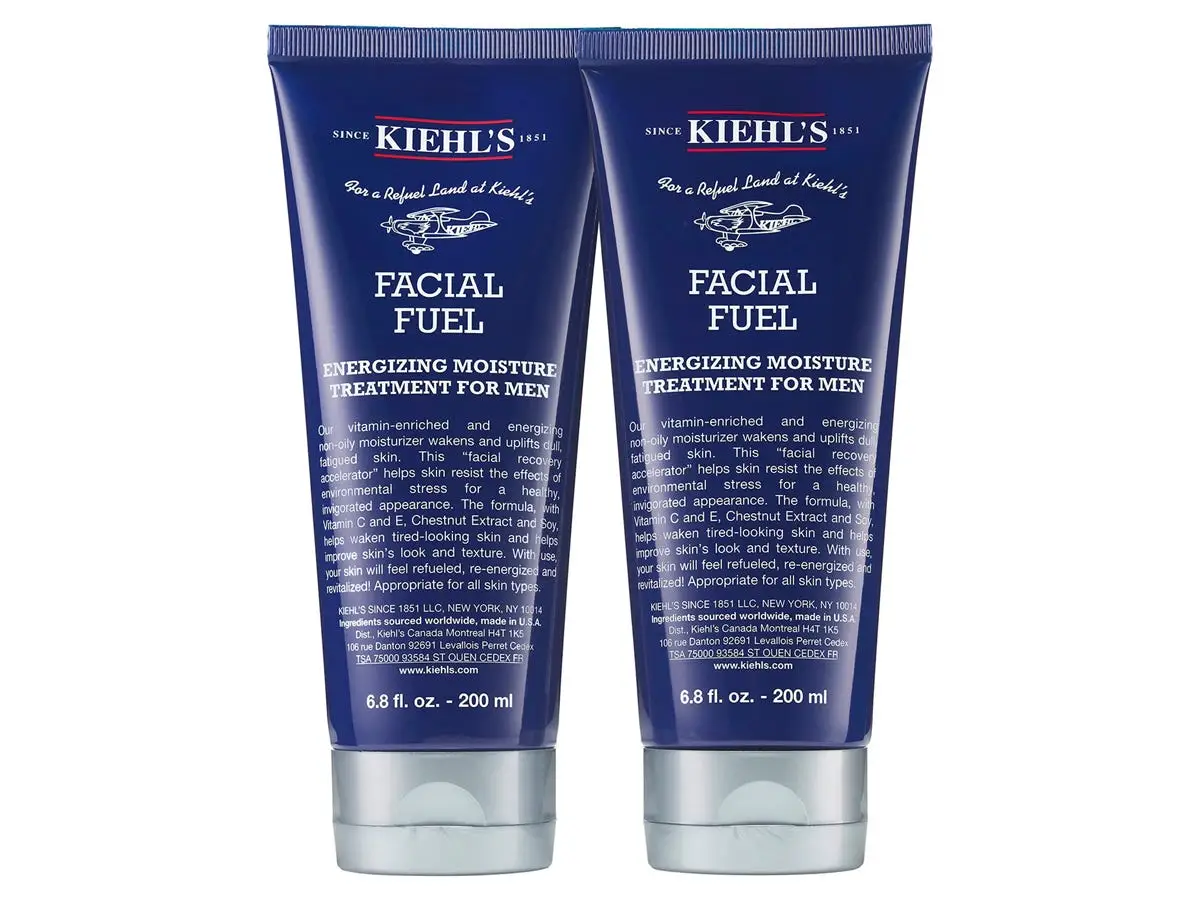 SINCE KIEHL'S 1851
For a Refuel Land at Kiehl's
KIEHL
FACIAL
FUEL
ENERGIZING MOISTURE
TREATMENT FOR MEN
Our vitamin-enriched and energizing
non-oily moisturizer wakens and uplifts dull,
fatigued skin. This "facial recovery
accelerator" helps skin resist the effects of
environmental stress for a healthy,
invigorated appearance. The formula, with
Vitamin C and E, Chestnut Extract and Soy,
helps waken tired-looking skin and helps
improve skin's look and texture. With use,
your skin will feel refueled, re-energized and
revitalized! Appropriate for all skin types.
KIEHL'S SINCE 1851 LLC, NEW YORK, NY 10014
Ingredients sourced worldwide, made in U.S.A.
Dist., Kiehl's Canada Montreal H4T 1K5
106 rue Danton 92691 Levallois Perret Cedex
TSA 75000 93584 ST OUEN CEDEX FR
www.kiehls.com
6.8 fl. oz. - 200 ml
SINCE KIEHL'S 1851
For a Refuel Land at Kiehl's
KIEHL
FACIAL
FUEL
ENERGIZING MOISTURE
TREATMENT FOR MEN
Our vitamin-enriched and energizing
non-oily moisturizer wakens and uplifts dull,
fatigued skin. This "facial recovery
accelerator" helps skin resist the effects of
environmental stress for a healthy,
invigorated appearance. The formula, with
Vitamin C and E, Chestnut Extract and Soy,
helps waken tired-looking skin and helps
improve skin's look and texture. With use,
your skin will feel refueled, re-energized and
revitalized! Appropriate for all skin types.
KIEHL'S SINCE 1851 LLC, NEW YORK, NY 10014
Ingredients sourced worldwide, made in U.S.A.
Dist., Kiehl's Canada Montreal H4T 1K5
106 rue Danton 92691 Levallois Perret Cedex
TSA 75000 93584 ST OUEN CEDEX FR
www.kiehls.com
6.8 fl. oz. - 200 ml